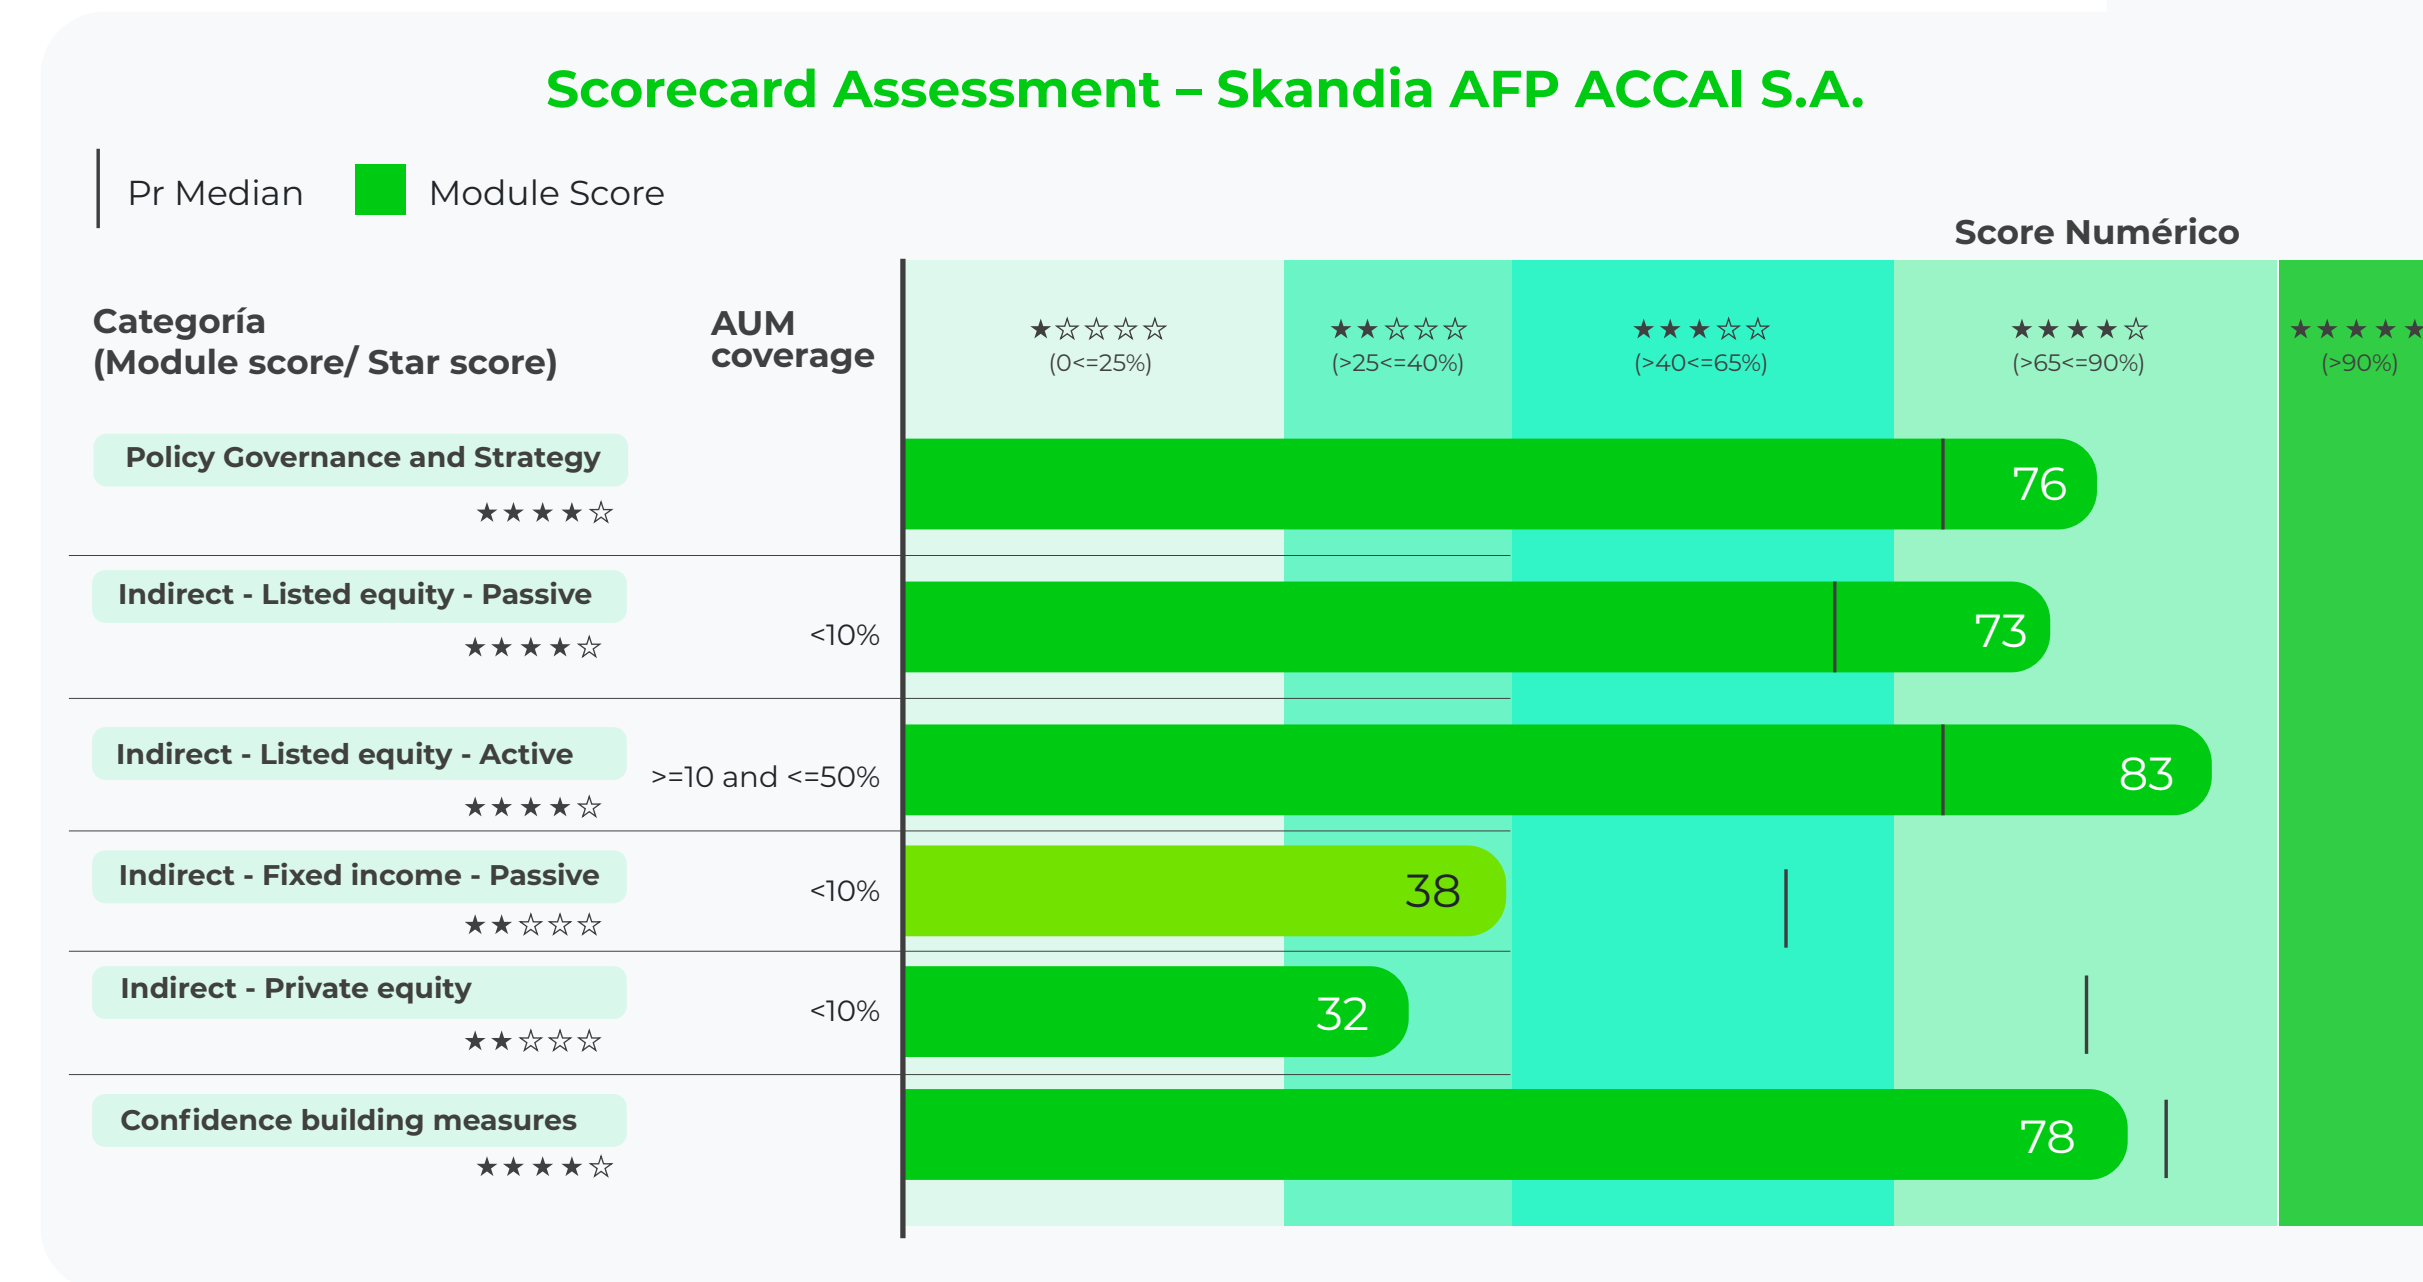 Scorecard Assessment – Skandia AFP ACCAI S.A.
Pr Median
Module Score
Score Numérico
Categoría
(Module score/ Star score)
AUM
coverage
★☆☆☆☆
(0<=25%)
★★☆☆☆
(>25<=40%)
★★★☆☆
(>40<=65%)
★★★★☆
(>65<=90%)
★★★★★
(>90%)
Policy Governance and Strategy
★★★★☆
76
Indirect - Listed equity - Passive
★★★★☆
<10%
73
Indirect - Listed equity - Active
★★★★☆
>=10 and <=50%
83
Indirect - Fixed income - Passive
★★☆☆☆
<10%
38
Indirect - Private equity
★★☆☆☆
<10%
32
Confidence building measures
★★★★☆
78